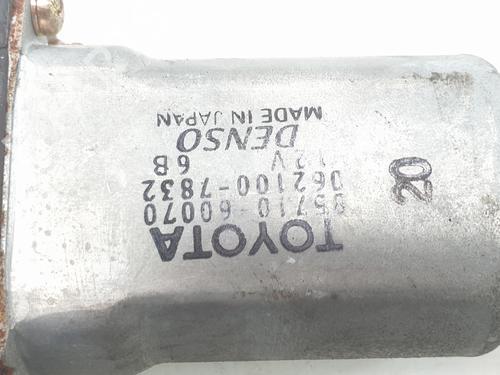 TOYOTA
85710-60070
062100-7832
12V 6B
DENSO
MADE IN JAPAN
20